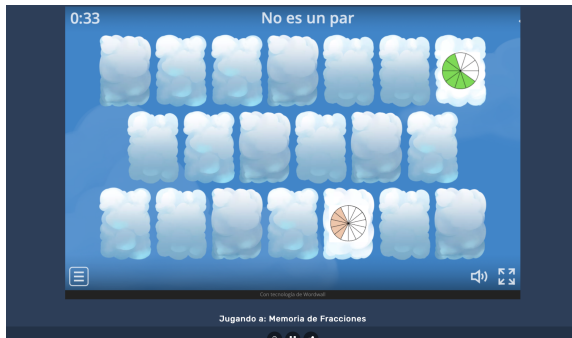 0:33
No es un par
Con tecnología de Wordwall
Jugando a: Memoria de Fracciones